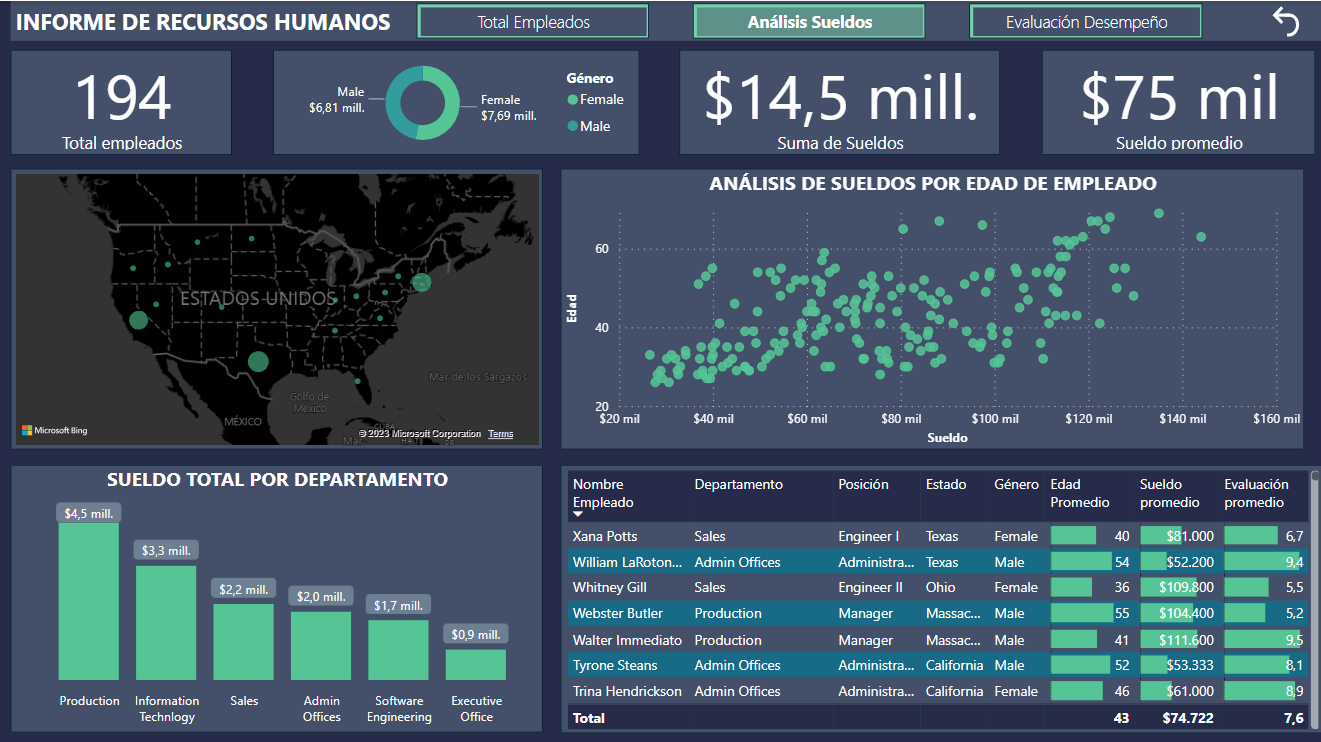 INFORME DE RECURSOS HUMANOS
Total Empleados
Análisis Sueldos
Evaluación Desempeño
194
Total empleados
Male
$6,81 mill.
Female
$7,69 mill.
Género
Female
Male
$14,5 mill.
Suma de Sueldos
$75 mil
Sueldo promedio
ESTADOS UNIDOS
Mar de los Sargazos
Golfo de
México
MÉXICO
CUBA
Microsoft Bing
© 2023 Microsoft Corporation Terms
ANÁLISIS DE SUELDOS POR EDAD DE EMPLEADO
Edad
60
40
20
$20 mil $40 mil $60 mil $80 mil $100 mil $120 mil $140 mil $160 mil
Sueldo
SUELDO TOTAL POR DEPARTAMENTO
$4,5 mill.
$3,3 mill.
$2,2 mill.
$2,0 mill.
$1,7 mill.
$0,9 mill.
Production
Information
Technlogy
Sales
Admin
Offices
Software
Engineering
Executive
Office
Nombre
Empleado
Departamento
Posición
Estado
Género
Edad
Promedio
Sueldo
promedio
Evaluación
promedio
Xana Potts Sales Engineer I Texas Female 40 $81.000 6,7
William LaRoton... Admin Offices Administra... Texas Male 54 $52.200 9,4
Whitney Gill Sales Engineer II Ohio Female 36 $109.800 5,5
Webster Butler Production Manager Massac... Male 55 $104.400 5,2
Walter Immediato Production Manager Massac... Male 41 $111.600 9,5
Tyrone Steans Admin Offices Administra... California Male 52 $53.333 8,1
Trina Hendrickson Admin Offices Administra... California Female 46 $61.000 8,9
Total 43 $74.722 7,6